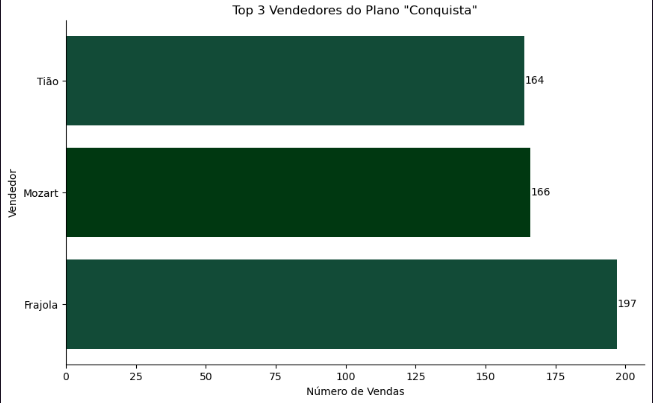 Top 3 Vendedores do Plano "Conquista"
Vendedor
Tião
164
Mozart
166
Frajola
197
0 25 50 75 100 125 150 175 200
Número de Vendas